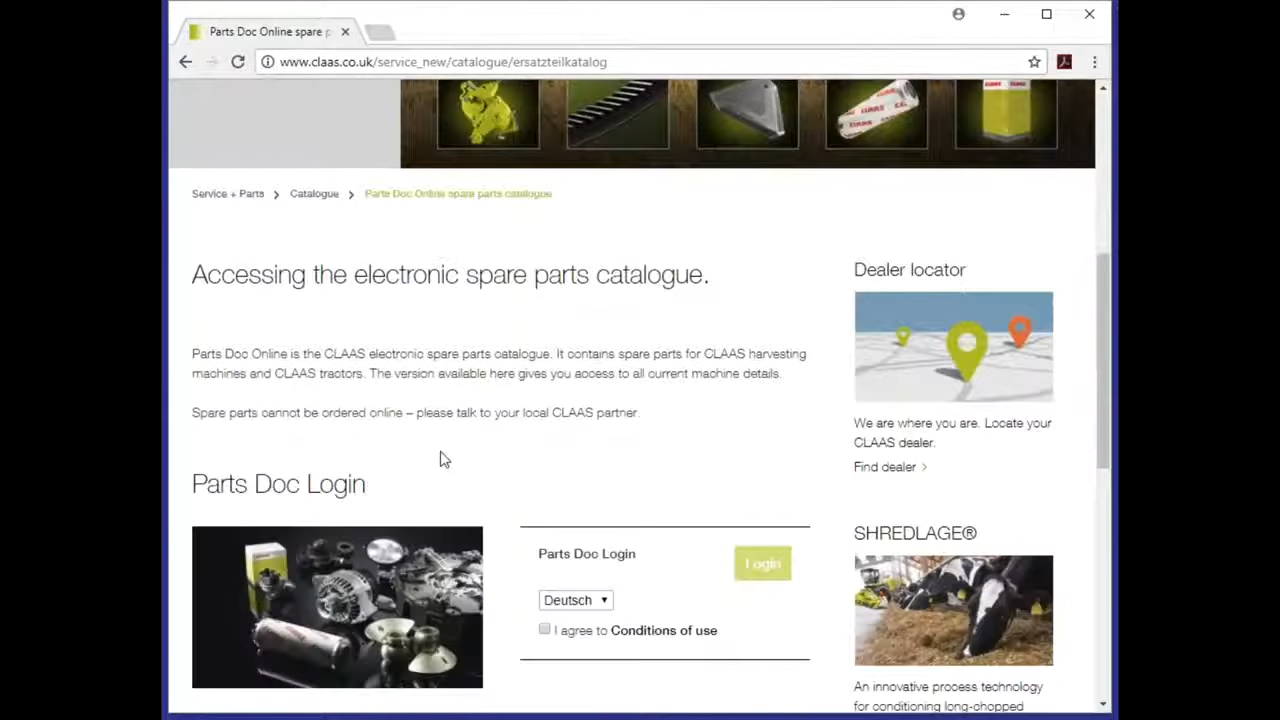 Parts Doc Online spare p
www.claas.co.uk/service_new/catalogue/ersatzteilkatalog
CLAAS
Service + Parts > Catalogue > Parts Doc Online spare parts catalogue
Accessing the electronic spare parts catalogue.
Parts Doc Online is the CLAAS electronic spare parts catalogue. It contains spare parts for CLAAS harvesting
machines and CLAAS tractors. The version available here gives you access to all current machine details.
Spare parts cannot be ordered online – please talk to your local CLAAS partner.
Parts Doc Login
Parts Doc Login
Login
Deutsch
I agree to Conditions of use
Dealer locator
We are where you are. Locate your
CLAAS dealer.
Find dealer >
SHREDLAGE®
An innovative process technology
for conditioning long-chopped